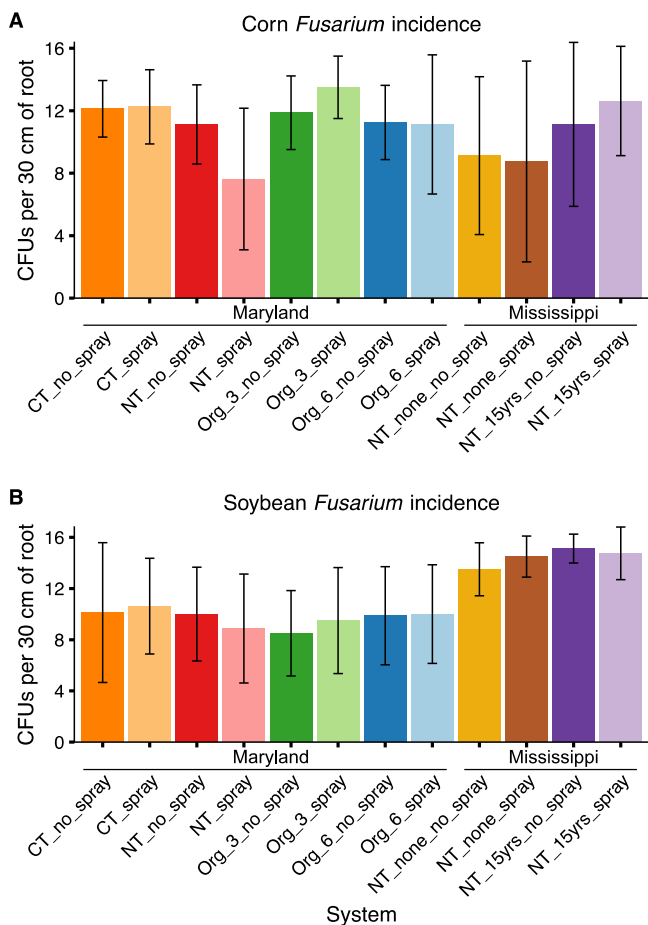 A
Corn Fusarium incidence
CFUs per 30 cm of root
16
12
8
4
0
Maryland
Mississippi
CT_no_spray
CT_spray
NT_no_spray
NT_spray
Org_3_no_spray
Org_3_spray
Org_6_no_spray
Org_6_spray
NT_none_no_spray
NT_none_spray
NT_15yrs_no_spray
NT_15yrs_spray
B
Soybean Fusarium incidence
CFUs per 30 cm of root
16
12
8
4
0
Maryland
Mississippi
CT_no_spray
CT_spray
NT_no_spray
NT_spray
Org_3_no_spray
Org_3_spray
Org_6_no_spray
Org_6_spray
NT_none_no_spray
NT_none_spray
NT_15yrs_no_spray
NT_15yrs_spray
System